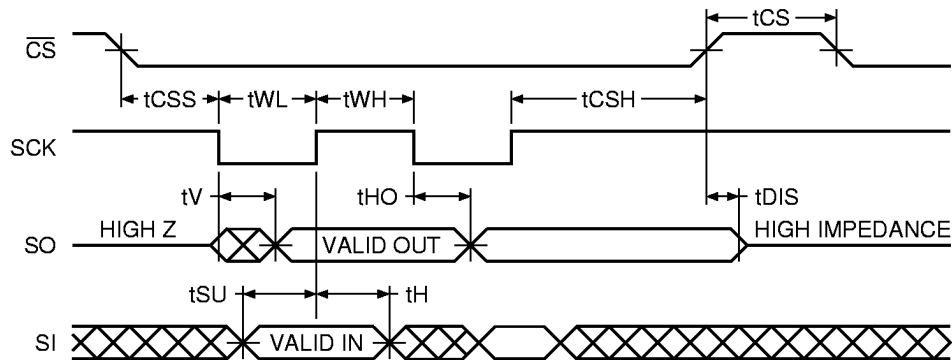 tCS
C̅S̅
tCSS tWL tWH tCSH
SCK
tV tHO tDIS
HIGH Z HIGH IMPEDANCE
SO VALID OUT
tSU tH
SI VALID IN